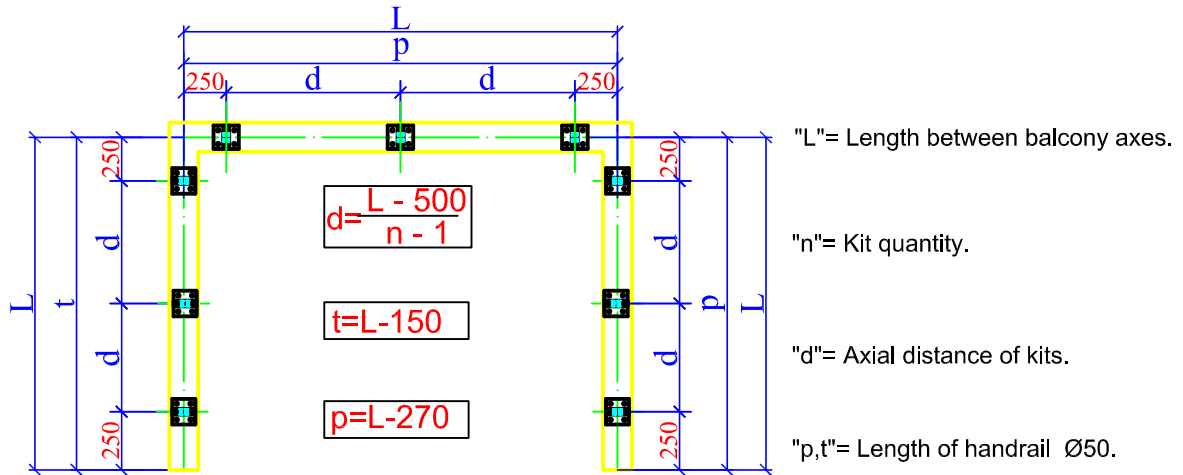 L
p
250 d d 250
250
d
d
250
L
t
250
d
d
250
p
L
d= L - 500
n - 1
t=L-150
p=L-270
"L"= Length between balcony axes.
"n"= Kit quantity.
"d"= Axial distance of kits.
"p,t"= Length of handrail Ø50.